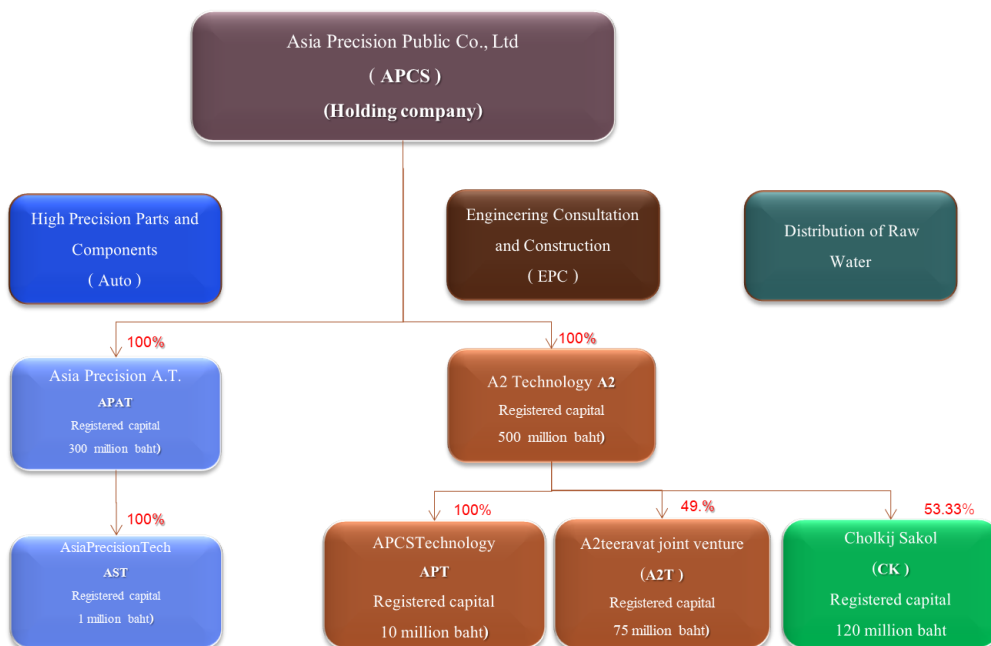 Asia Precision Public Co., Ltd
( APCS )
(Holding company)
High Precision Parts and
Components
( Auto )
Engineering Consultation
and Construction
( EPC )
Distribution of Raw
Water
100%
100%
Asia Precision A.T.
APAT
Registered capital
300 million baht)
A2 Technology A2
Registered capital
500 million baht)
100%
100%
49.%
53.33%
AsiaPrecisionTech
AST
Registered capital
1 million baht)
APCSTechnology
APT
Registered capital
10 million baht)
A2teeravat joint venture
(A2T )
Registered capital
75 million baht)
Cholkij Sakol
(CK )
Registered capital
120 million baht